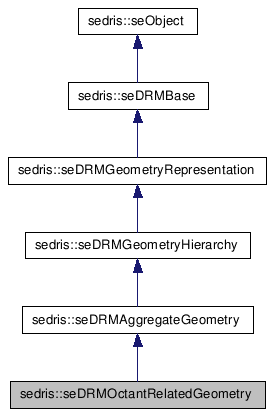 sedris::seObject
sedris::seDRMBase
sedris::seDRMGeometryRepresentation
sedris::seDRMGeometryHierarchy
sedris::seDRMAggregateGeometry
sedris::seDRMOctantRelatedGeometry